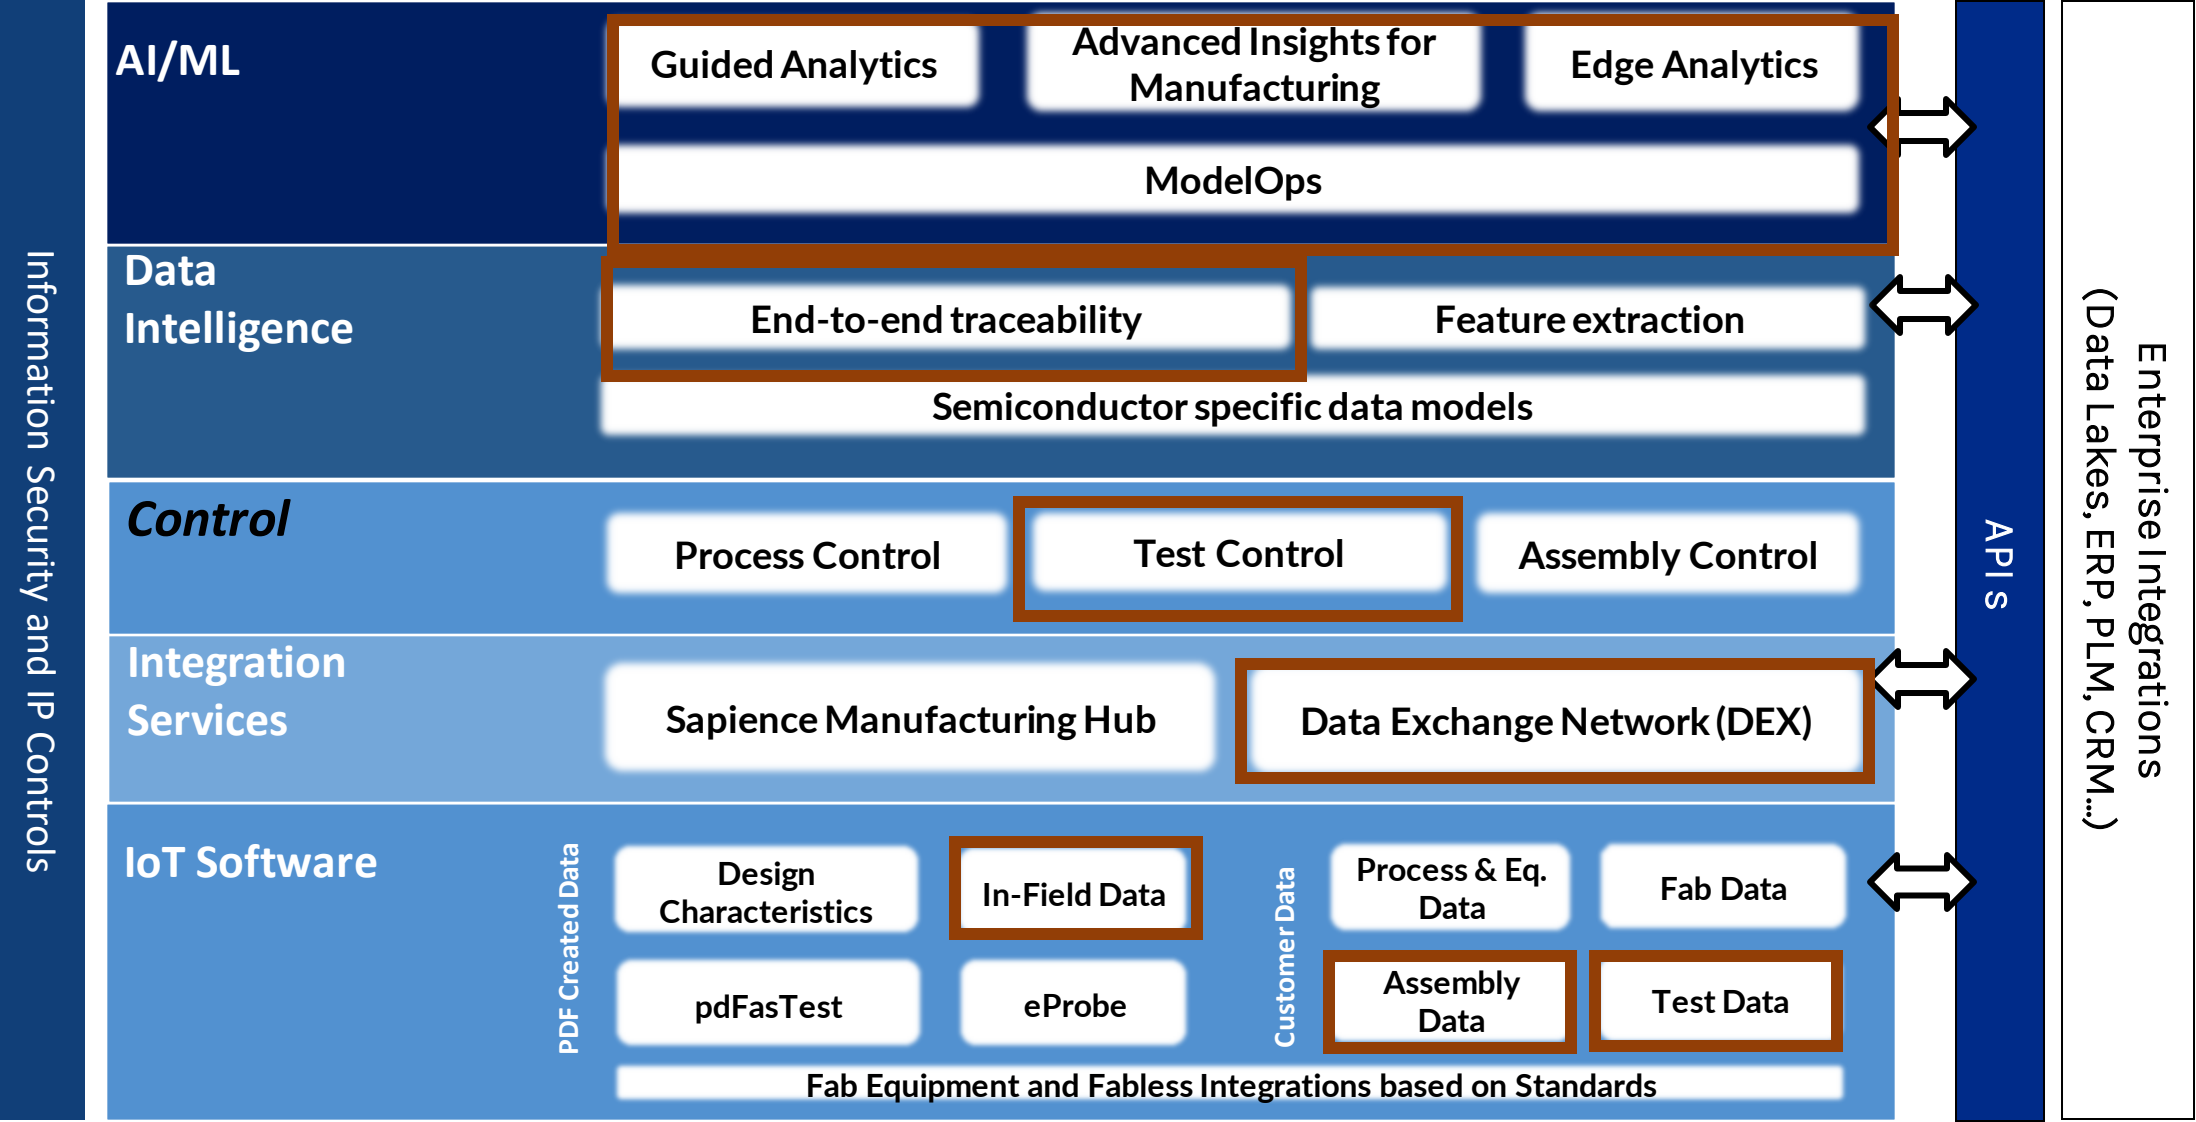 Information Security and IP Controls
AI/ML
Guided Analytics
Advanced Insights for
Manufacturing
Edge Analytics
ModelOps
Data
Intelligence
End-to-end traceability
Feature extraction
Semiconductor specific data models
Control
Process Control
Test Control
Assembly Control
Integration
Services
Sapience Manufacturing Hub
Data Exchange Network (DEX)
IoT Software
PDF Created Data
Design
Characteristics
In-Field Data
pdFasTest
eProbe
Customer Data
Process & Eq.
Data
Fab Data
Assembly
Data
Test Data
Fab Equipment and Fabless Integrations based on Standards
APIs
Enterprise Integrations
(Data Lakes, ERP, PLM, CRM...)